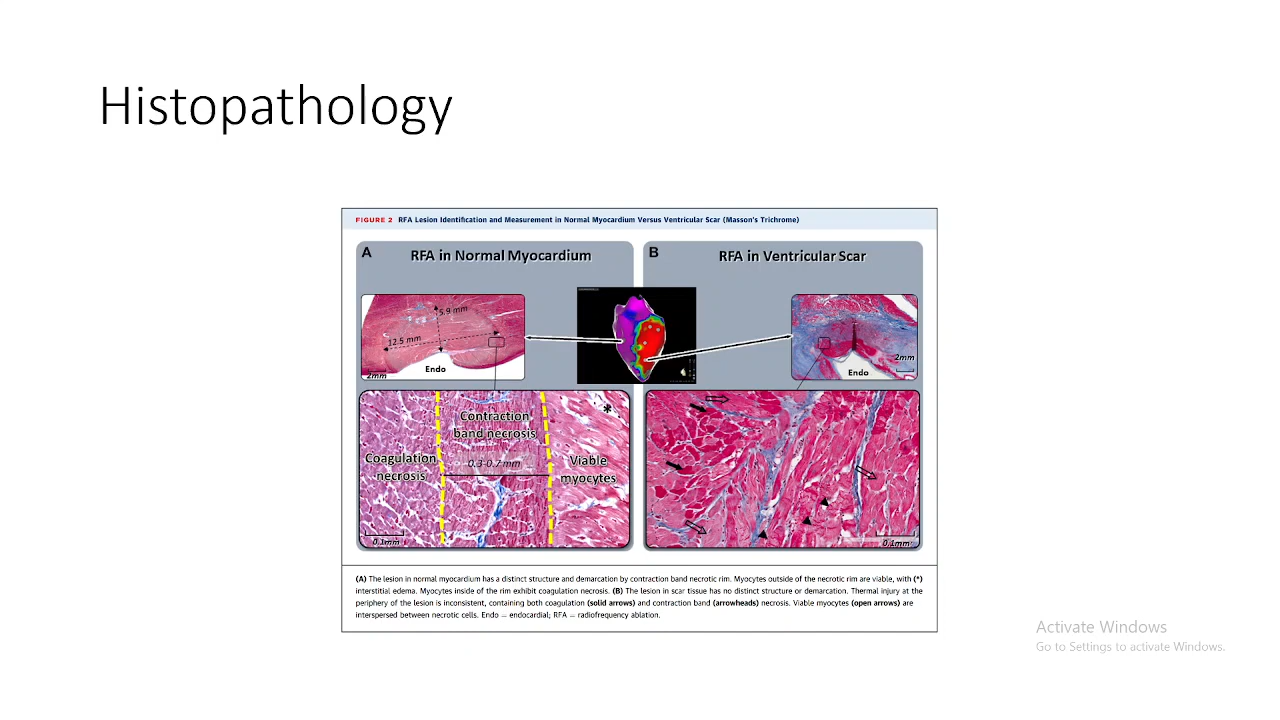 Histopathology
FIGURE 2 RFA Lesion Identification and Measurement in Normal Myocardium Versus Ventricular Scar (Masson's Trichrome)
A
RFA in Normal Myocardium
B
RFA in Ventricular Scar
5.9 mm
12.5 mm
Endo
2mm
2mm
Endo
Contraction
band necrosis
*
Coagulation
necrosis
0.3-0.7 mm
Viable
myocytes
0.1mm
0.1mm
(A) The lesion in normal myocardium has a distinct structure and demarcation by contraction band necrotic rim. Myocytes outside of the necrotic rim are viable, with (*)
interstitial edema. Myocytes inside of the rim exhibit coagulation necrosis. (B) The lesion in scar tissue has no distinct structure or demarcation. Thermal injury at the
periphery of the lesion is inconsistent, containing both coagulation (solid arrows) and contraction band (arrowheads) necrosis. Viable myocytes (open arrows) are
interspersed between necrotic cells. Endo = endocardial; RFA = radiofrequency ablation.
Activate Windows
Go to Settings to activate Windows.